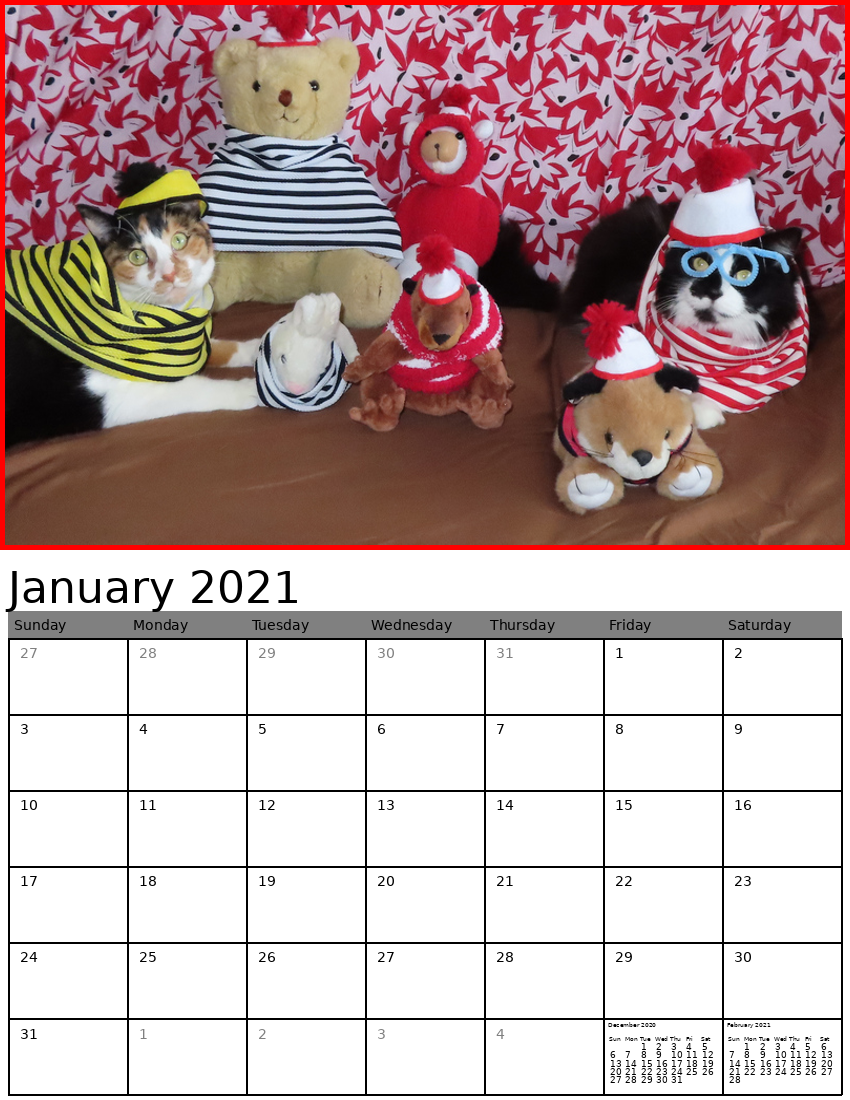 January 2021
Sunday Monday Tuesday Wednesday Thursday Friday Saturday
27 28 29 30 31 1 2
3 4 5 6 7 8 9
10 11 12 13 14 15 16
17 18 19 20 21 22 23
24 25 26 27 28 29 30
31 1 2 3 4
December 2020
Sun Mon Tue Wed Thu Fri Sat
1 2 3 4 5
6 7 8 9 10 11 12
13 14 15 16 17 18 19
20 21 22 23 24 25 26
27 28 29 30 31
February 2021
Sun Mon Tue Wed Thu Fri Sat
1 2 3 4 5 6
7 8 9 10 11 12 13
14 15 16 17 18 19 20
21 22 23 24 25 26 27
28